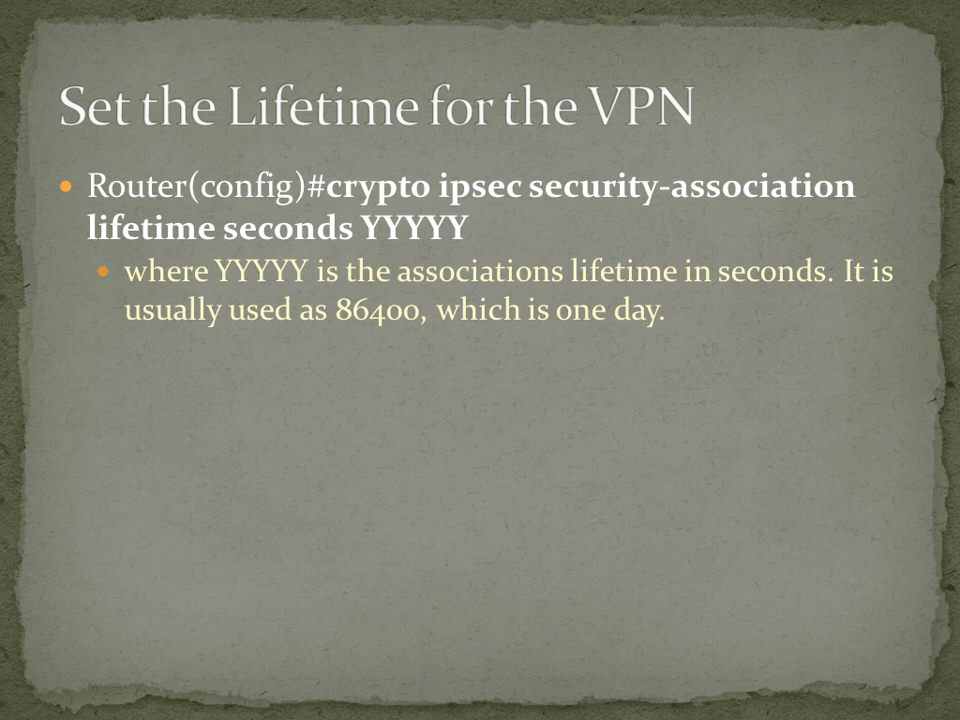 Set the Lifetime for the VPN
Router(config)#crypto ipsec security-association
lifetime seconds YYYYY
where YYYYY is the associations lifetime in seconds. It is
usually used as 86400, which is one day.